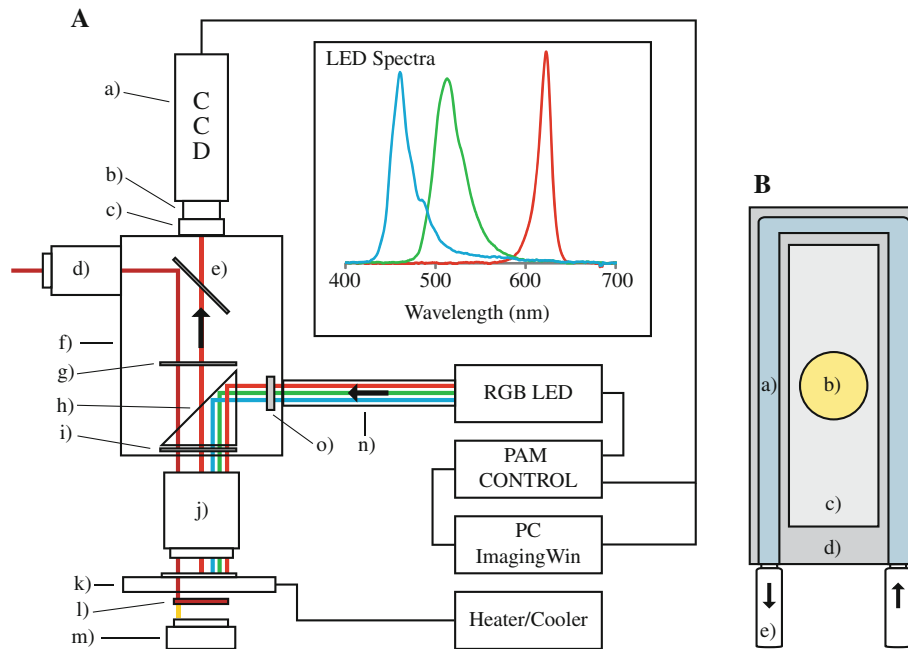 A
a)
C
C
D
b)
c)
d)
e)
f)
g)
h)
i)
j)
k)
l)
m)
n)
o)
LED Spectra
400 500 600 700
Wavelength (nm)
RGB LED
PAM
CONTROL
PC
ImagingWin
Heater/Cooler
B
a)
b)
c)
d)
e)